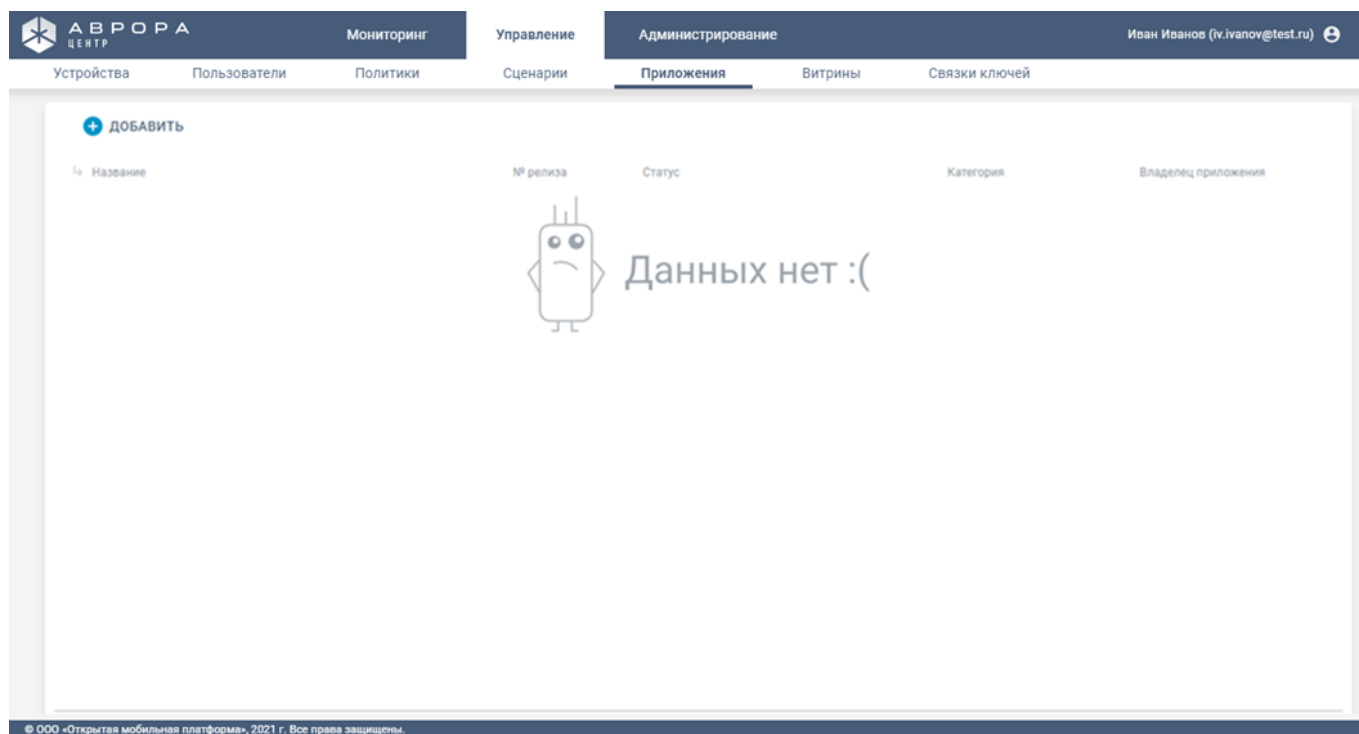 АВРОРА
ЦЕНТР
Мониторинг Управление Администрирование Иван Иванов (iv.ivanov@test.ru)
Устройства Пользователи Политики Сценарии Приложения Витрины Связки ключей
ДОБАВИТЬ
Название № релиза Статус Категория Владелец приложения
Данных нет :(
© ООО «Открытая мобильная платформа», 2021 г. Все права защищены.